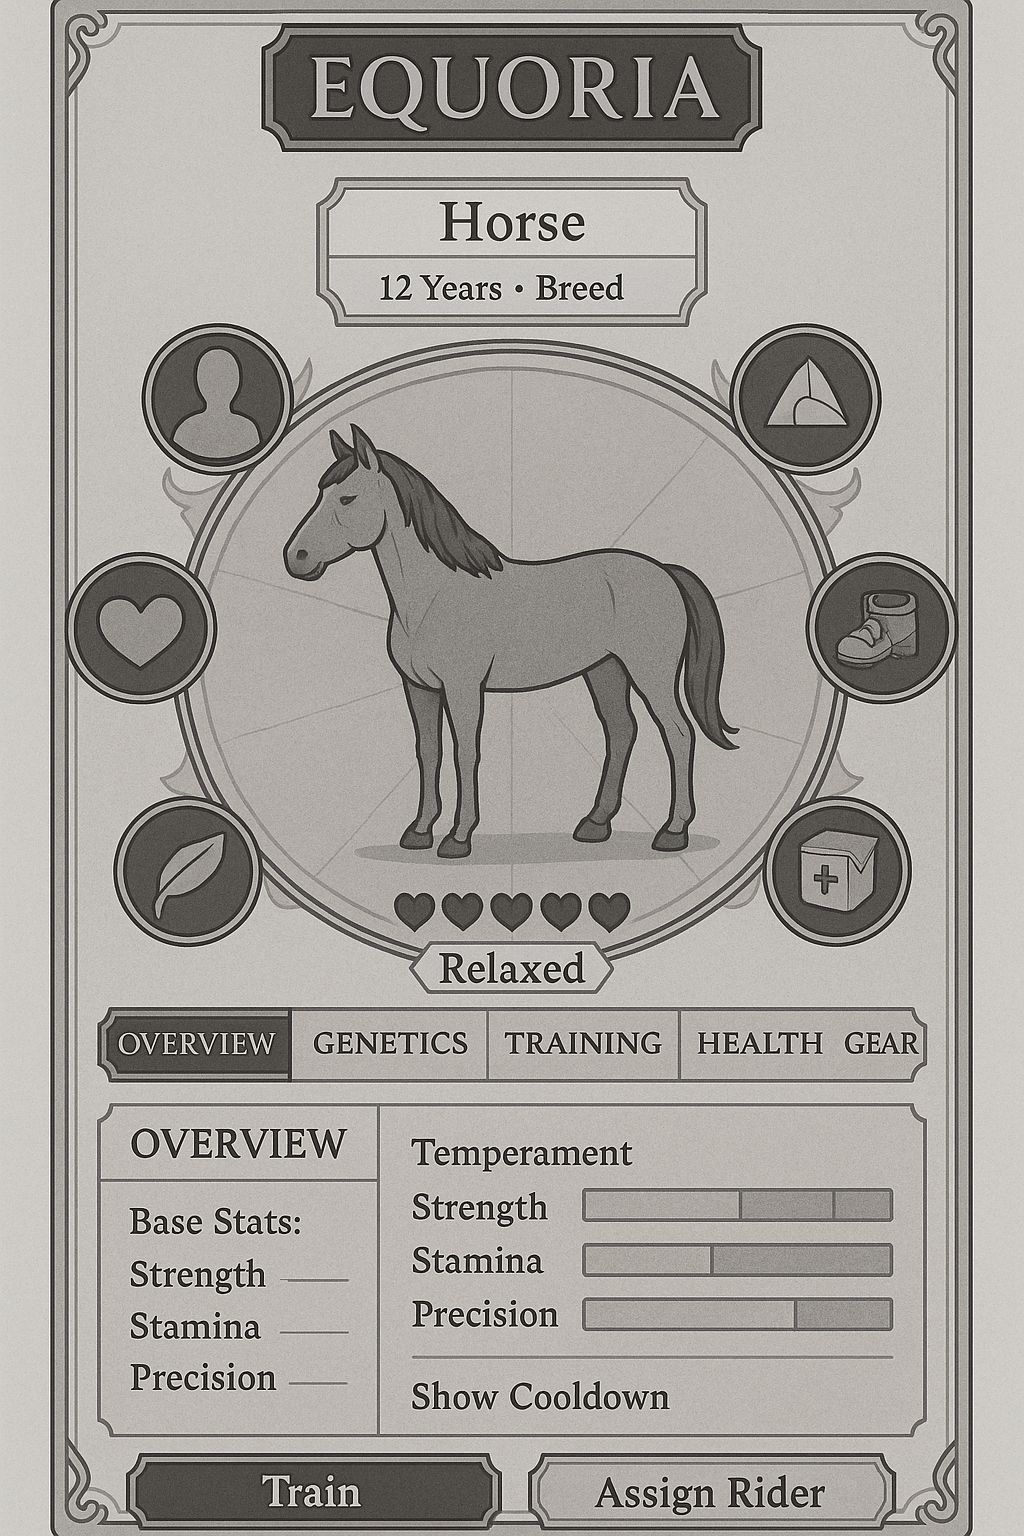 EQUORIA
Horse
12 Years • Breed
Relaxed
OVERVIEW GENETICS TRAINING HEALTH GEAR
OVERVIEW
Base Stats:
Strength
Stamina
Precision
Temperament
Strength
Stamina
Precision
Show Cooldown
Train
Assign Rider